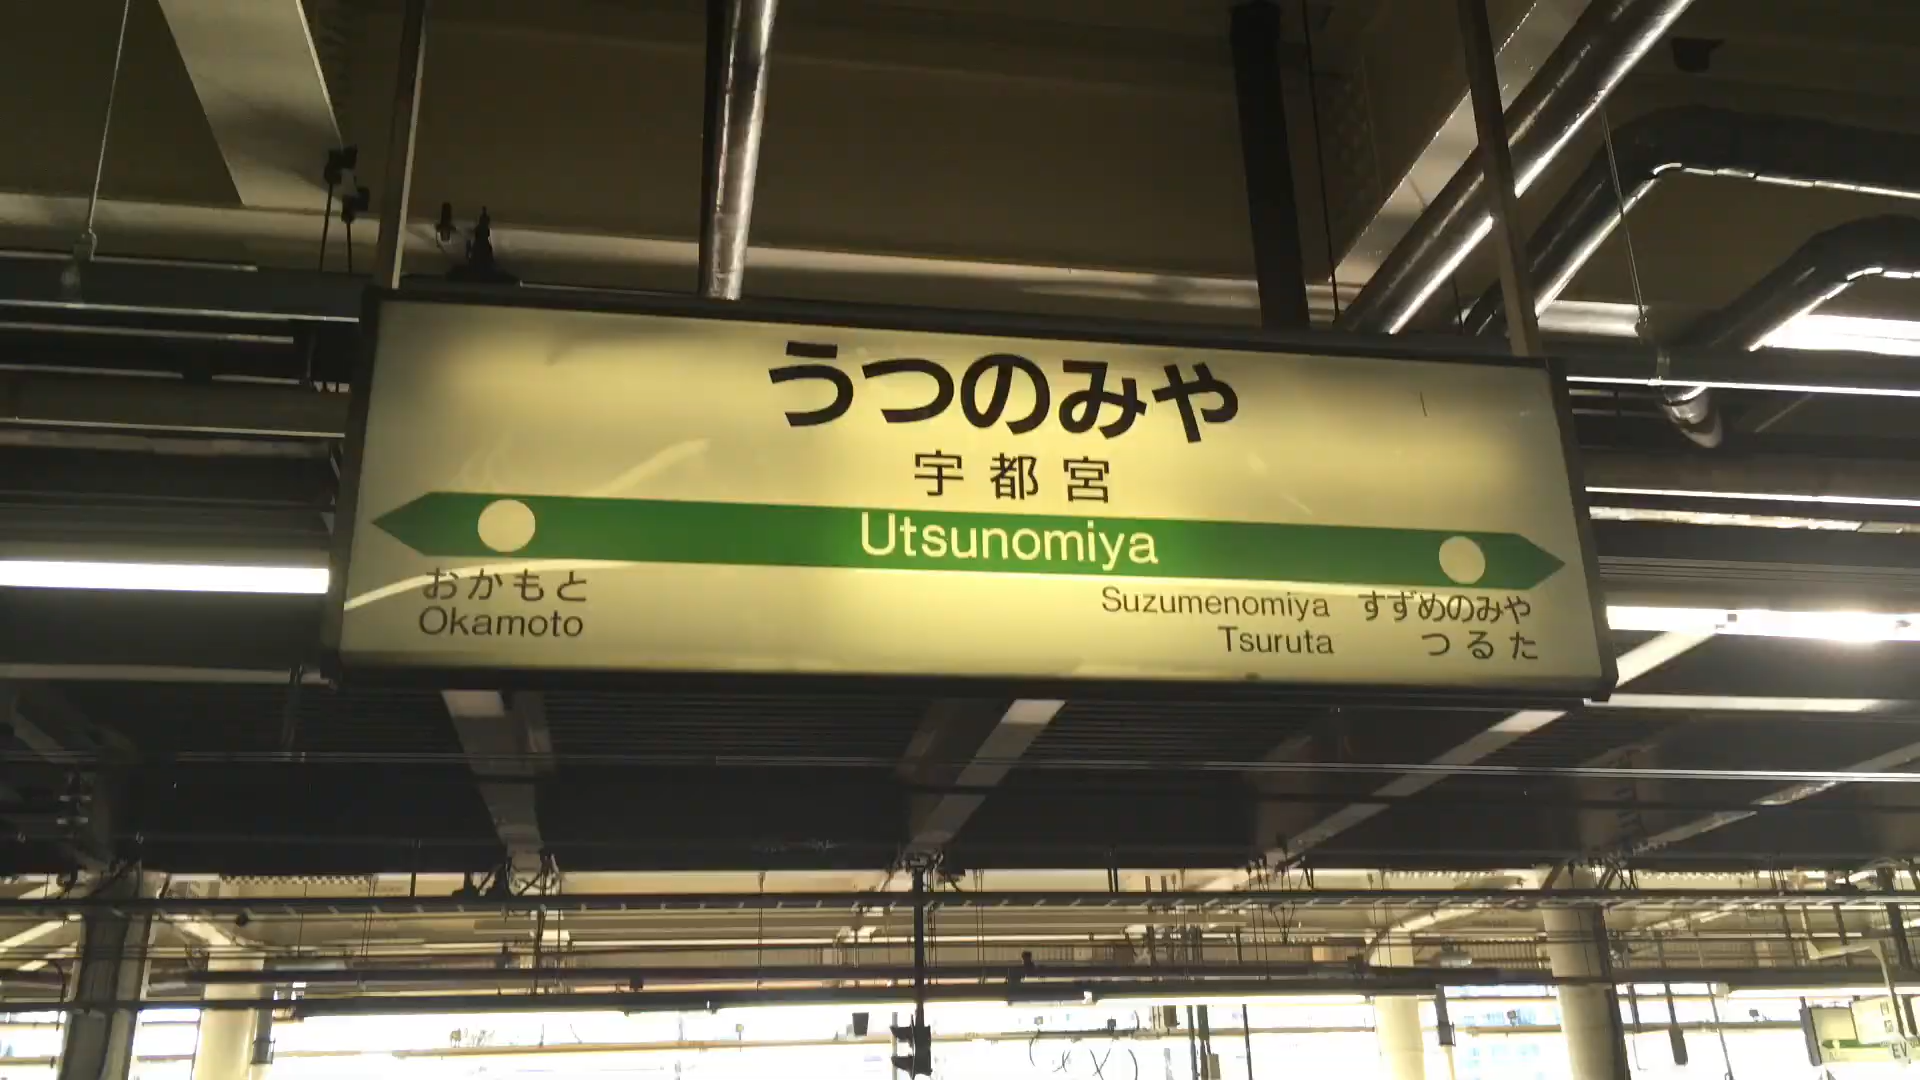 うつのみや
宇都宮
Utsunomiya
おかもと
Okamoto
Suzumenomiya すずめのみや
Tsuruta つるた
EV